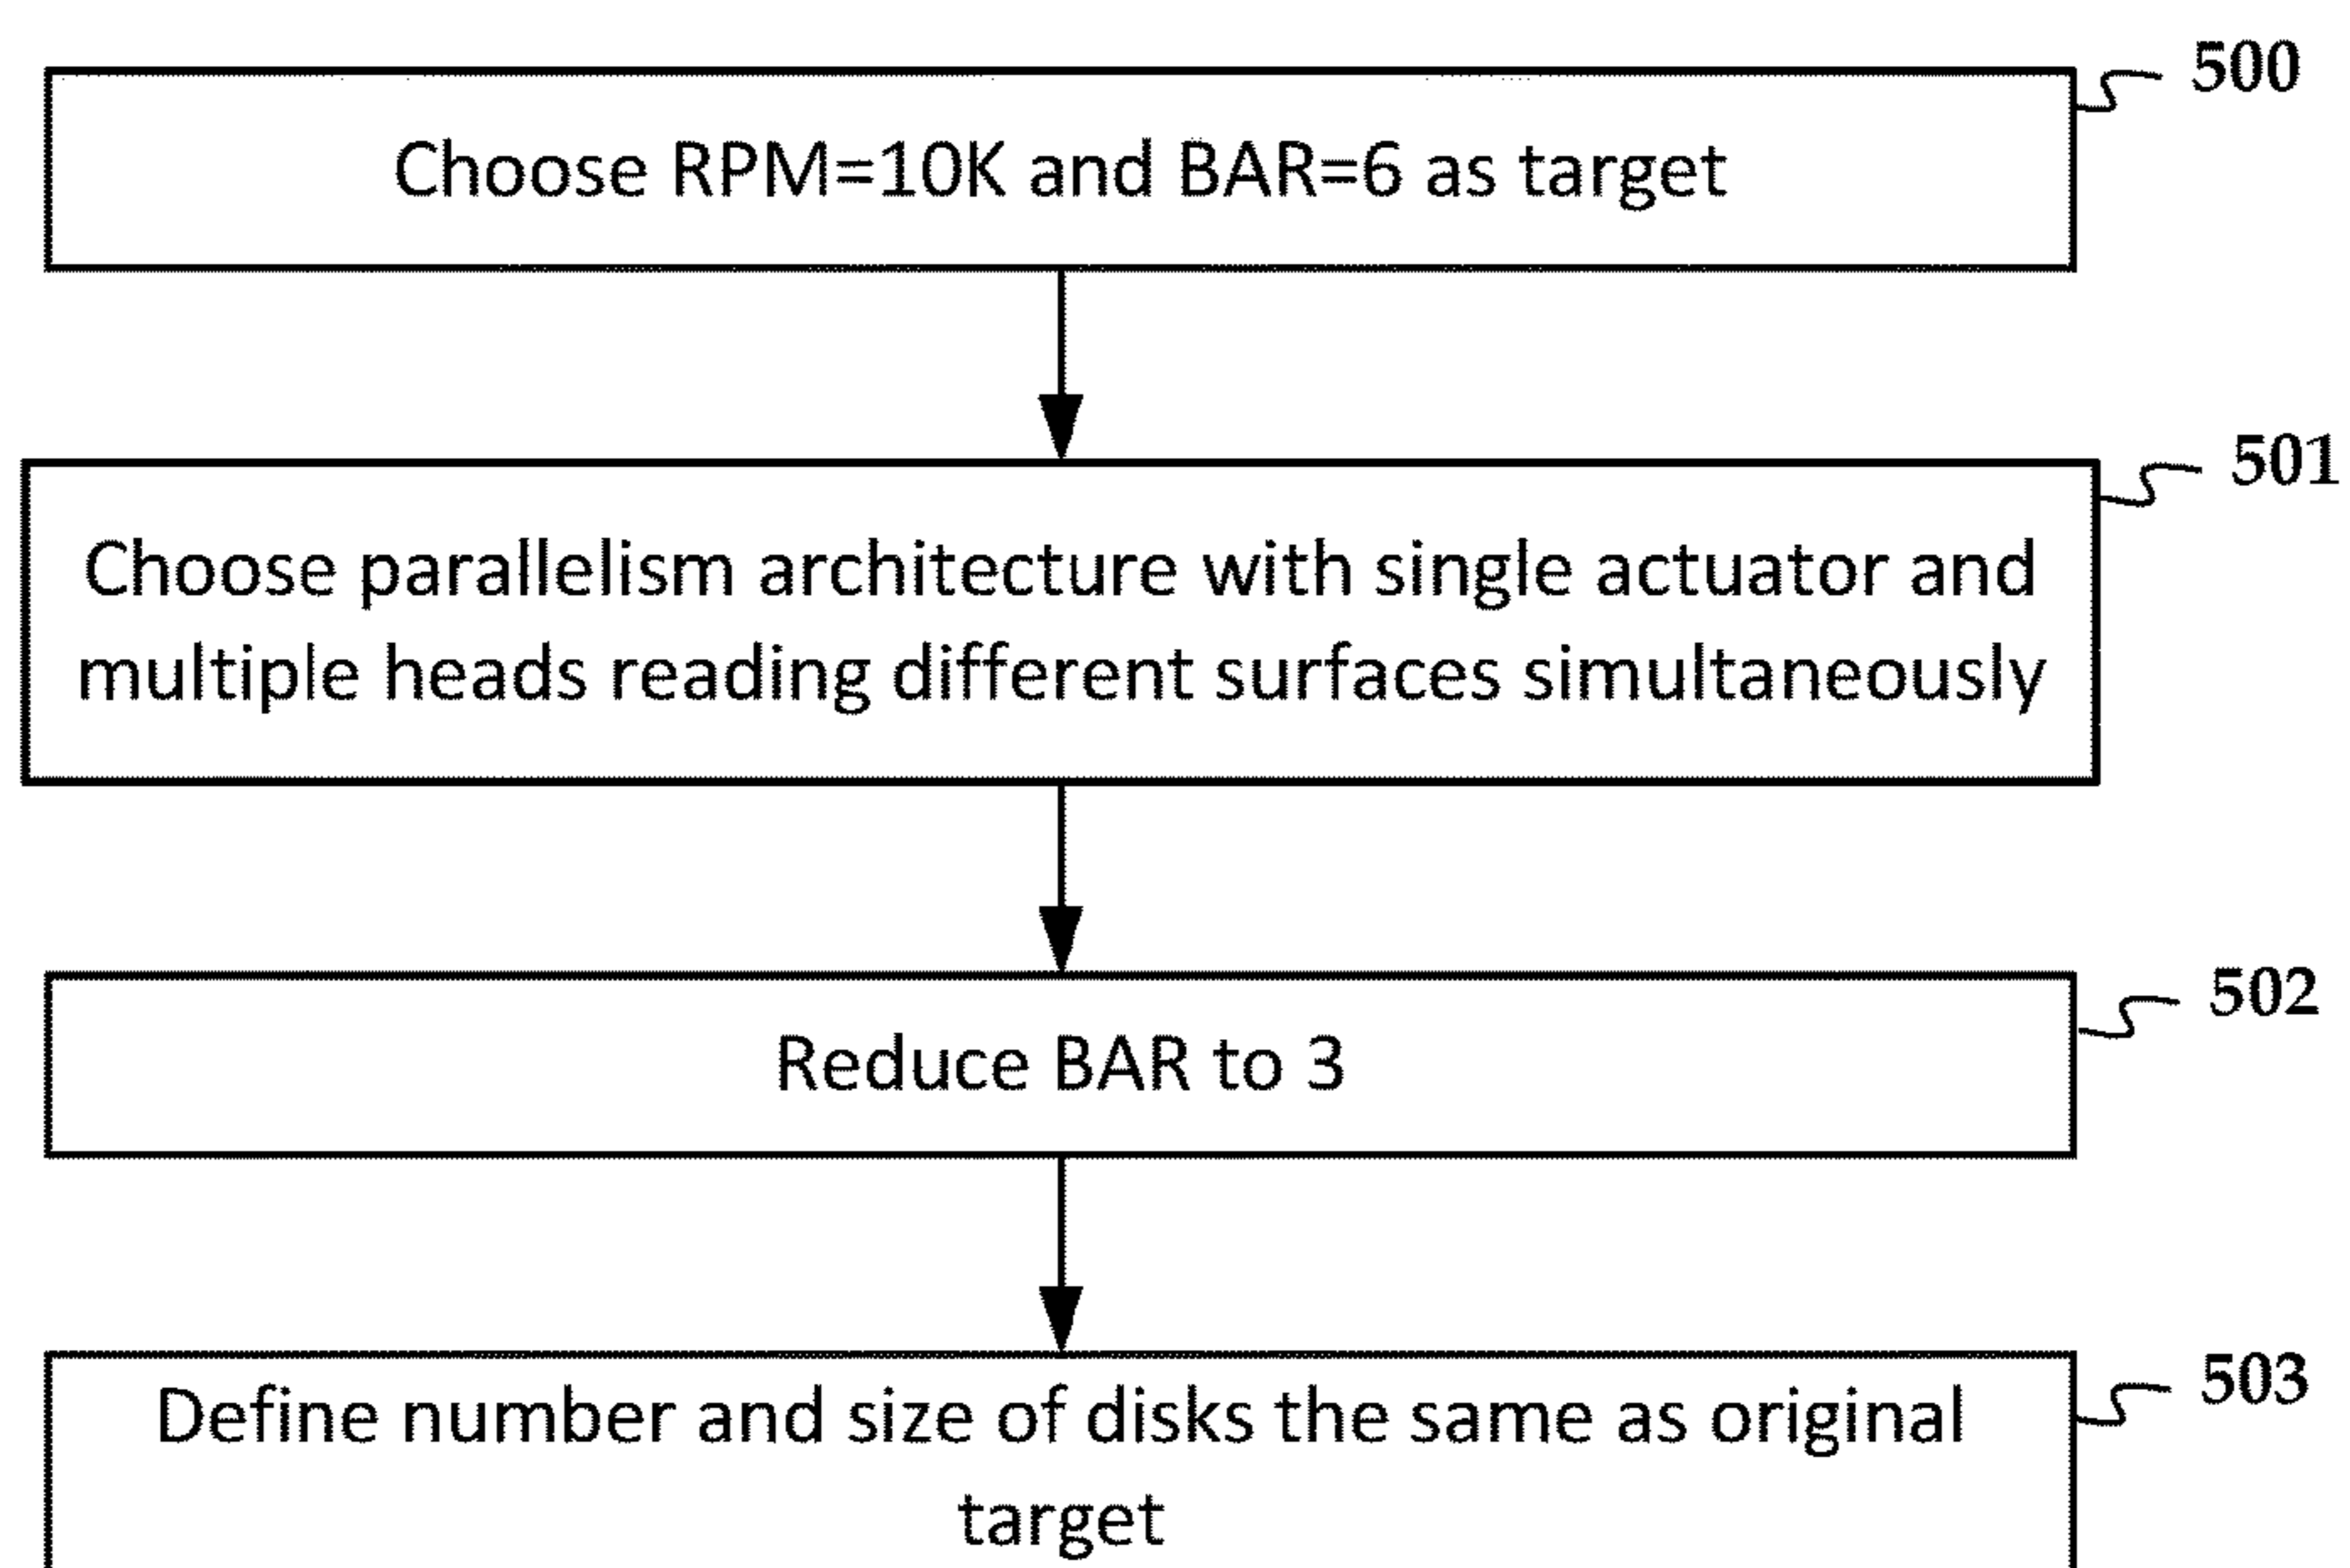 500
Choose RPM=10K and BAR=6 as target
501
Choose parallelism architecture with single actuator and
multiple heads reading different surfaces simultaneously
502
Reduce BAR to 3
503
Define number and size of disks the same as original
target